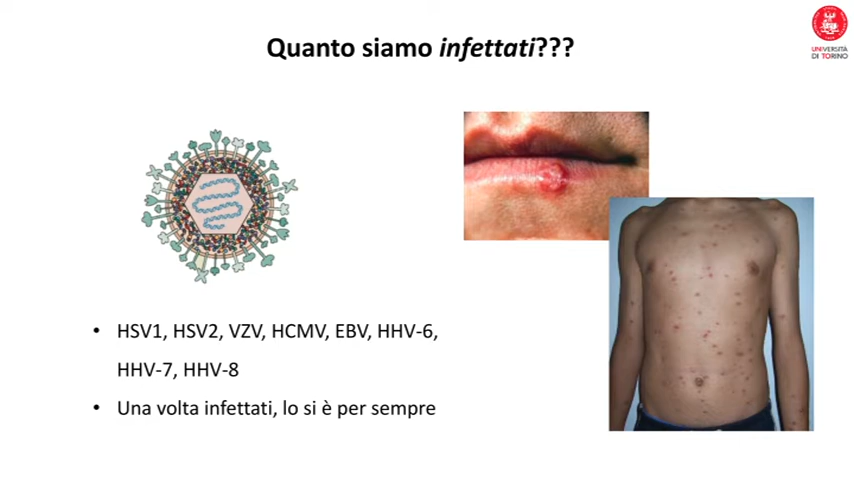 Quanto siamo infettati???
UNIVERSITÀ
DI TORINO
• HSV1, HSV2, VZV, HCMV, EBV, HHV-6,
HHV-7, HHV-8
• Una volta infettati, lo si è per sempre